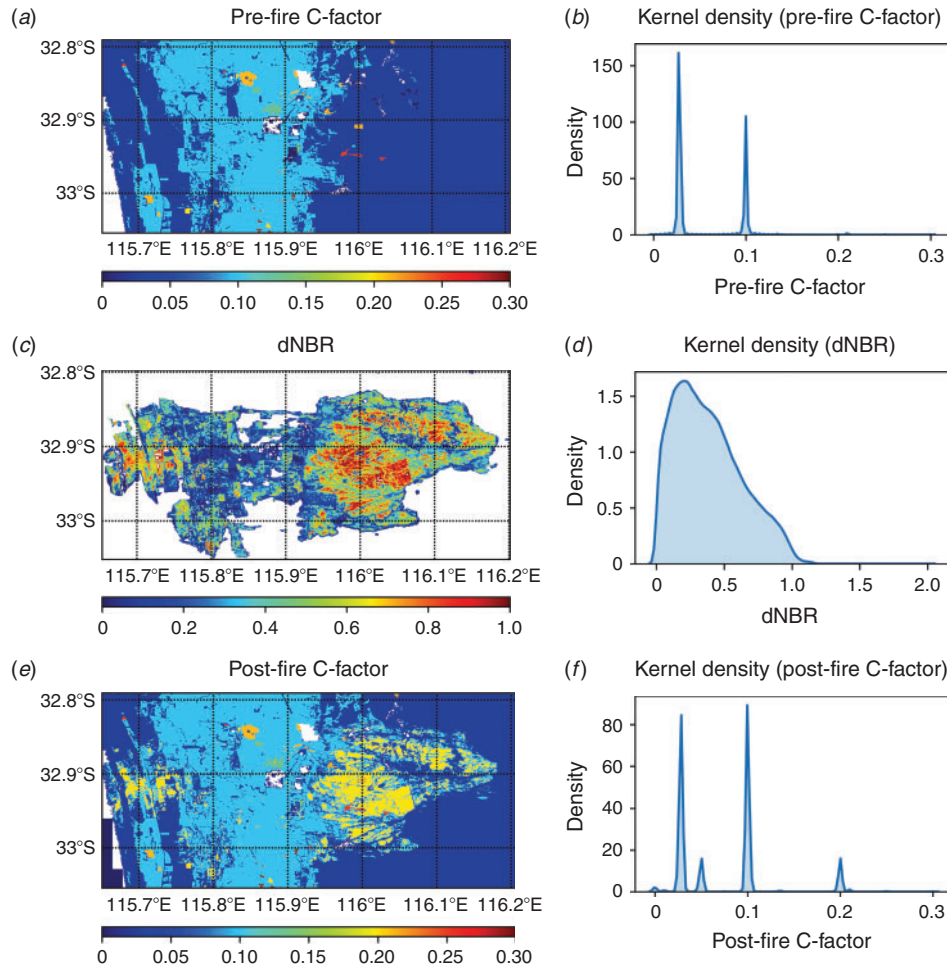 (a) Pre-fire C-factor
32.8°S
32.9°S
33°S
115.7°E 115.8°E 115.9°E 116°E 116.1°E 116.2°E
0 0.05 0.10 0.15 0.20 0.25 0.30
(b) Kernel density (pre-fire C-factor)
150
100
50
0
Density
0 0.1 0.2 0.3
Pre-fire C-factor
(c) dNBR
32.8°S
32.9°S
33°S
115.7°E 115.8°E 115.9°E 116°E 116.1°E 116.2°E
0 0.2 0.4 0.6 0.8 1.0
(d) Kernel density (dNBR)
1.5
1.0
0.5
0
Density
0 0.5 1.0 1.5 2.0
dNBR
(e) Post-fire C-factor
32.8°S
32.9°S
33°S
115.7°E 115.8°E 115.9°E 116°E 116.1°E 116.2°E
0 0.05 0.10 0.15 0.20 0.25 0.30
(f) Kernel density (post-fire C-factor)
80
60
40
20
0
Density
0 0.1 0.2 0.3
Post-fire C-factor